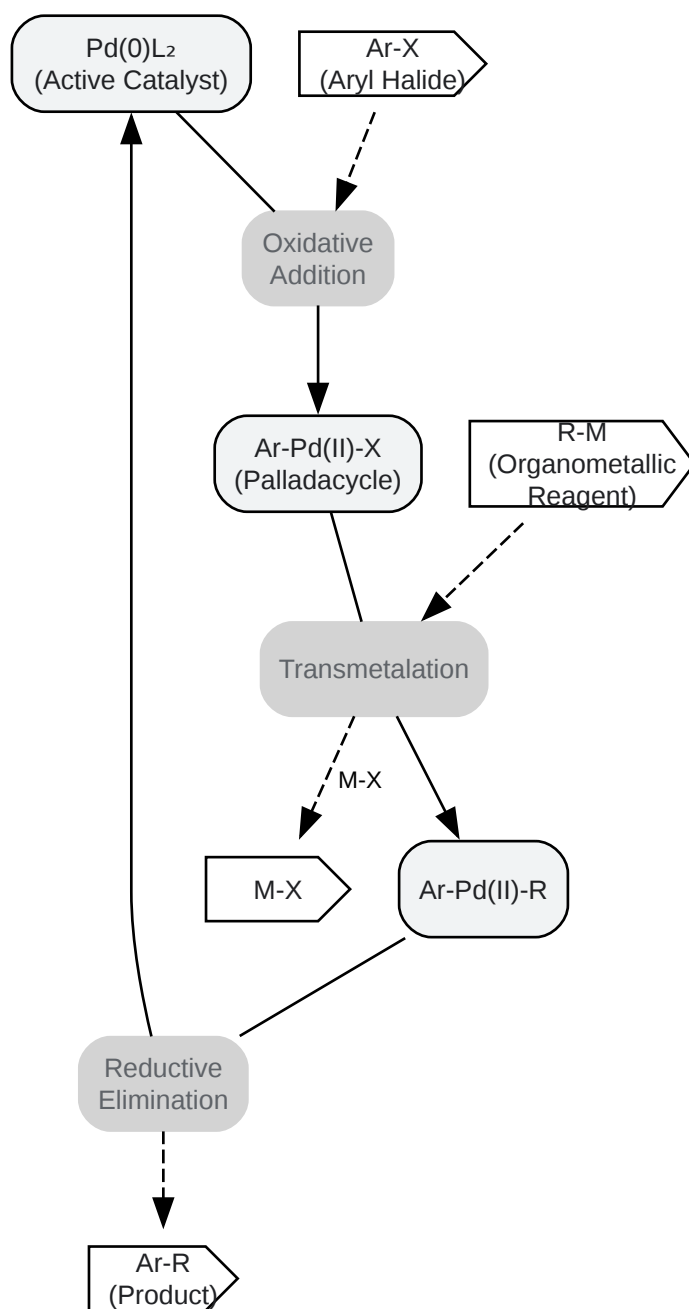 Pd(0)L₂
(Active Catalyst)
Ar-X
(Aryl Halide)
Oxidative
Addition
Ar-Pd(II)-X
(Palladacycle)
R-M
(Organometallic
Reagent)
Transmetalation
M-X
M-X
Ar-Pd(II)-R
Reductive
Elimination
Ar-R
(Product)